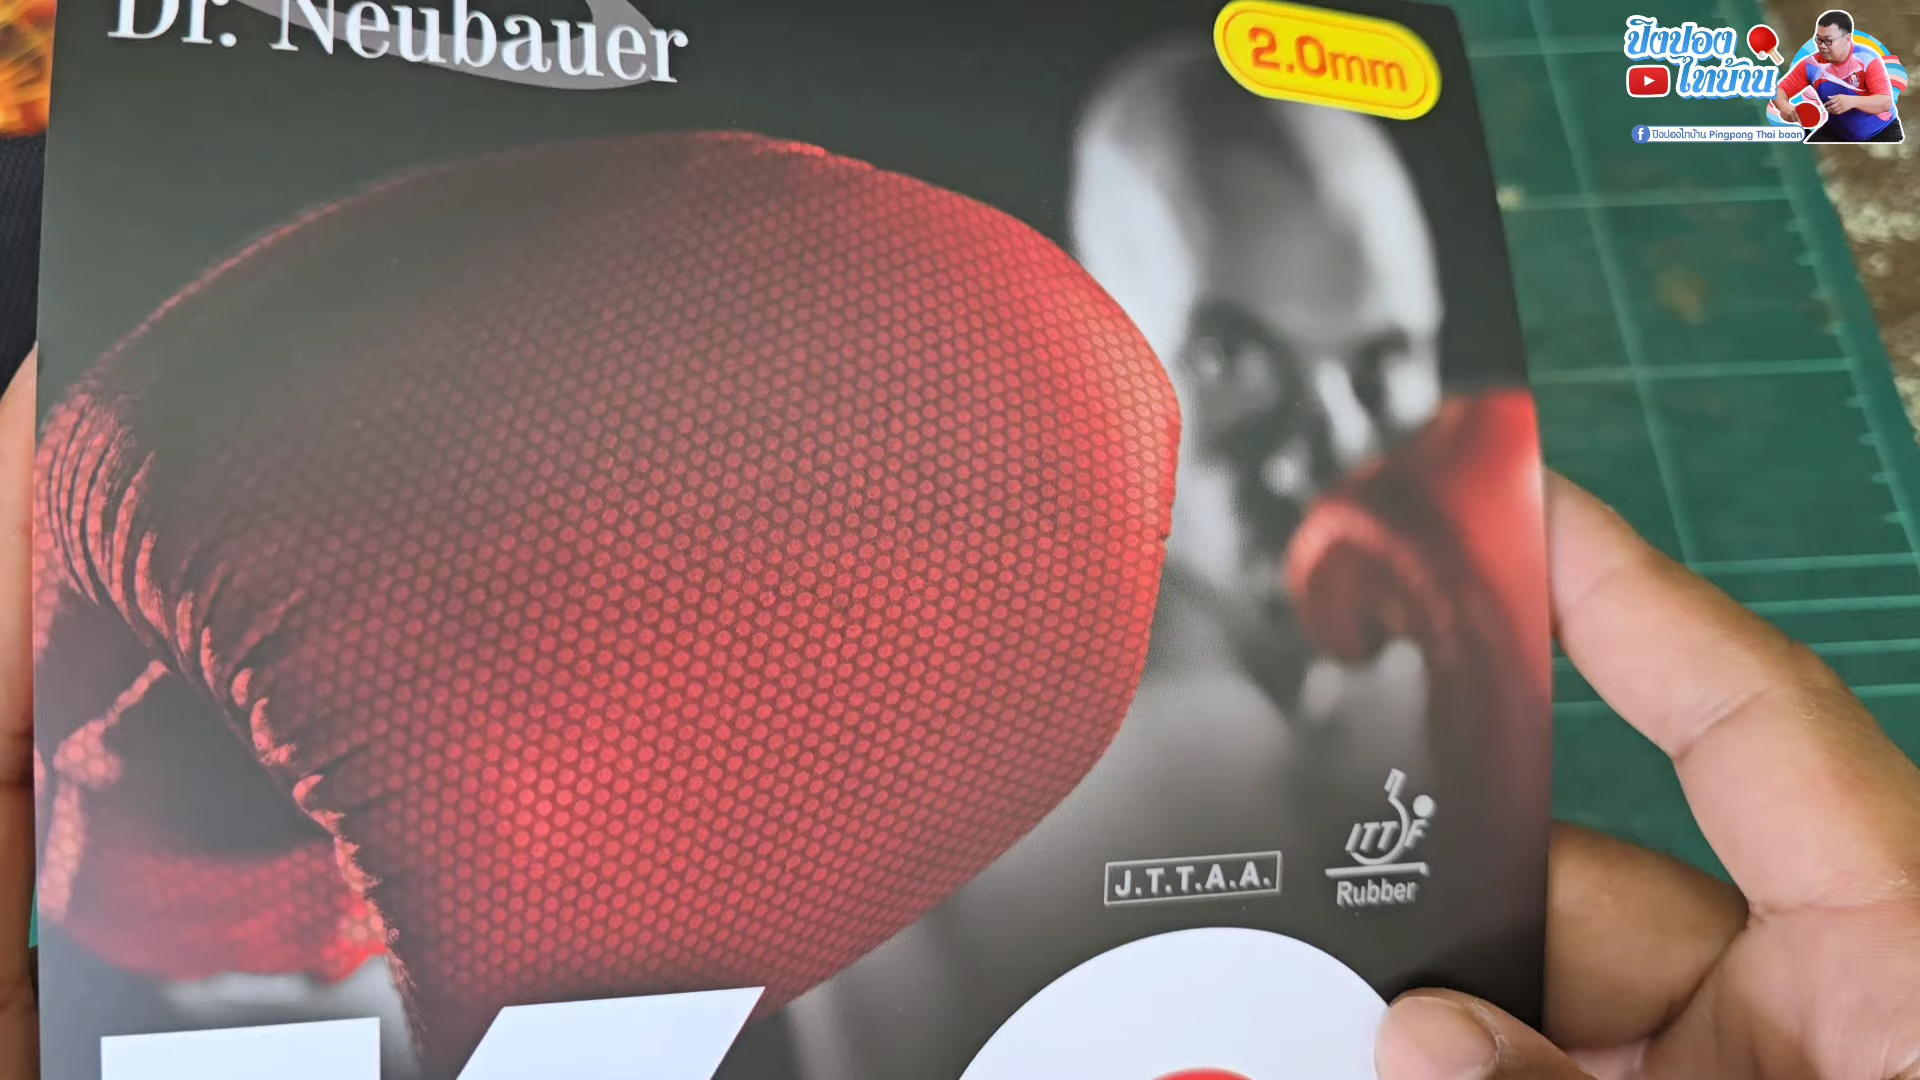 Dr. Neubauer
2.0mm
ปิงปอง
ไทบ้าน
ปิงปองไทบ้าน Pingpong Thai baan
J.T.T.A.A.
ITTF
Rubber